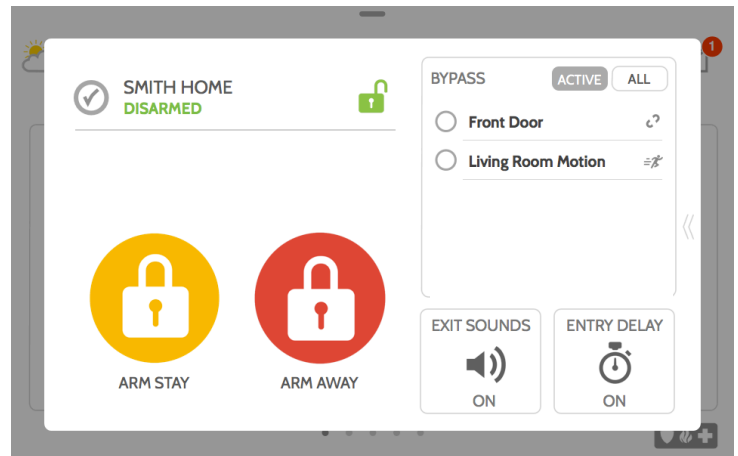 1
SMITH HOME
DISARMED
BYPASS ACTIVE ALL
Front Door
Living Room Motion
ARM STAY ARM AWAY
EXIT SOUNDS ENTRY DELAY
ON ON